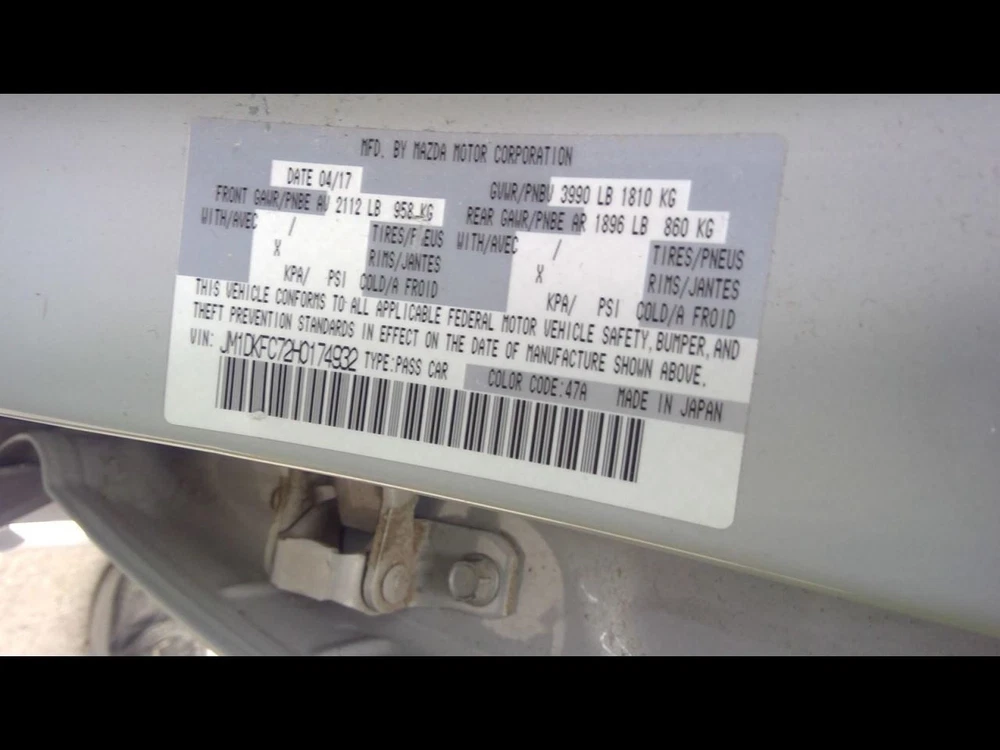 MFD. BY MAZDA MOTOR CORPORATION
DATE 04/17 GVWR/PNBV 3990 LB 1810 KG
FRONT GAWR/PNBE AV 2112 LB 958 KG REAR GAWR/PNBE AR 1896 LB 860 KG
WITH/AVEC / TIRES/PNEUS WITH/AVEC / TIRES/PNEUS
X RIMS/JANTES X RIMS/JANTES
KPA/ PSI COLD/A FROID KPA/ PSI COLD/A FROID
THIS VEHICLE CONFORMS TO ALL APPLICABLE FEDERAL MOTOR VEHICLE SAFETY, BUMPER, AND
THEFT PREVENTION STANDARDS IN EFFECT ON THE DATE OF MANUFACTURE SHOWN ABOVE.
VIN: JM1DKFC72H0174932 TYPE:PASS CAR COLOR CODE:47A MADE IN JAPAN